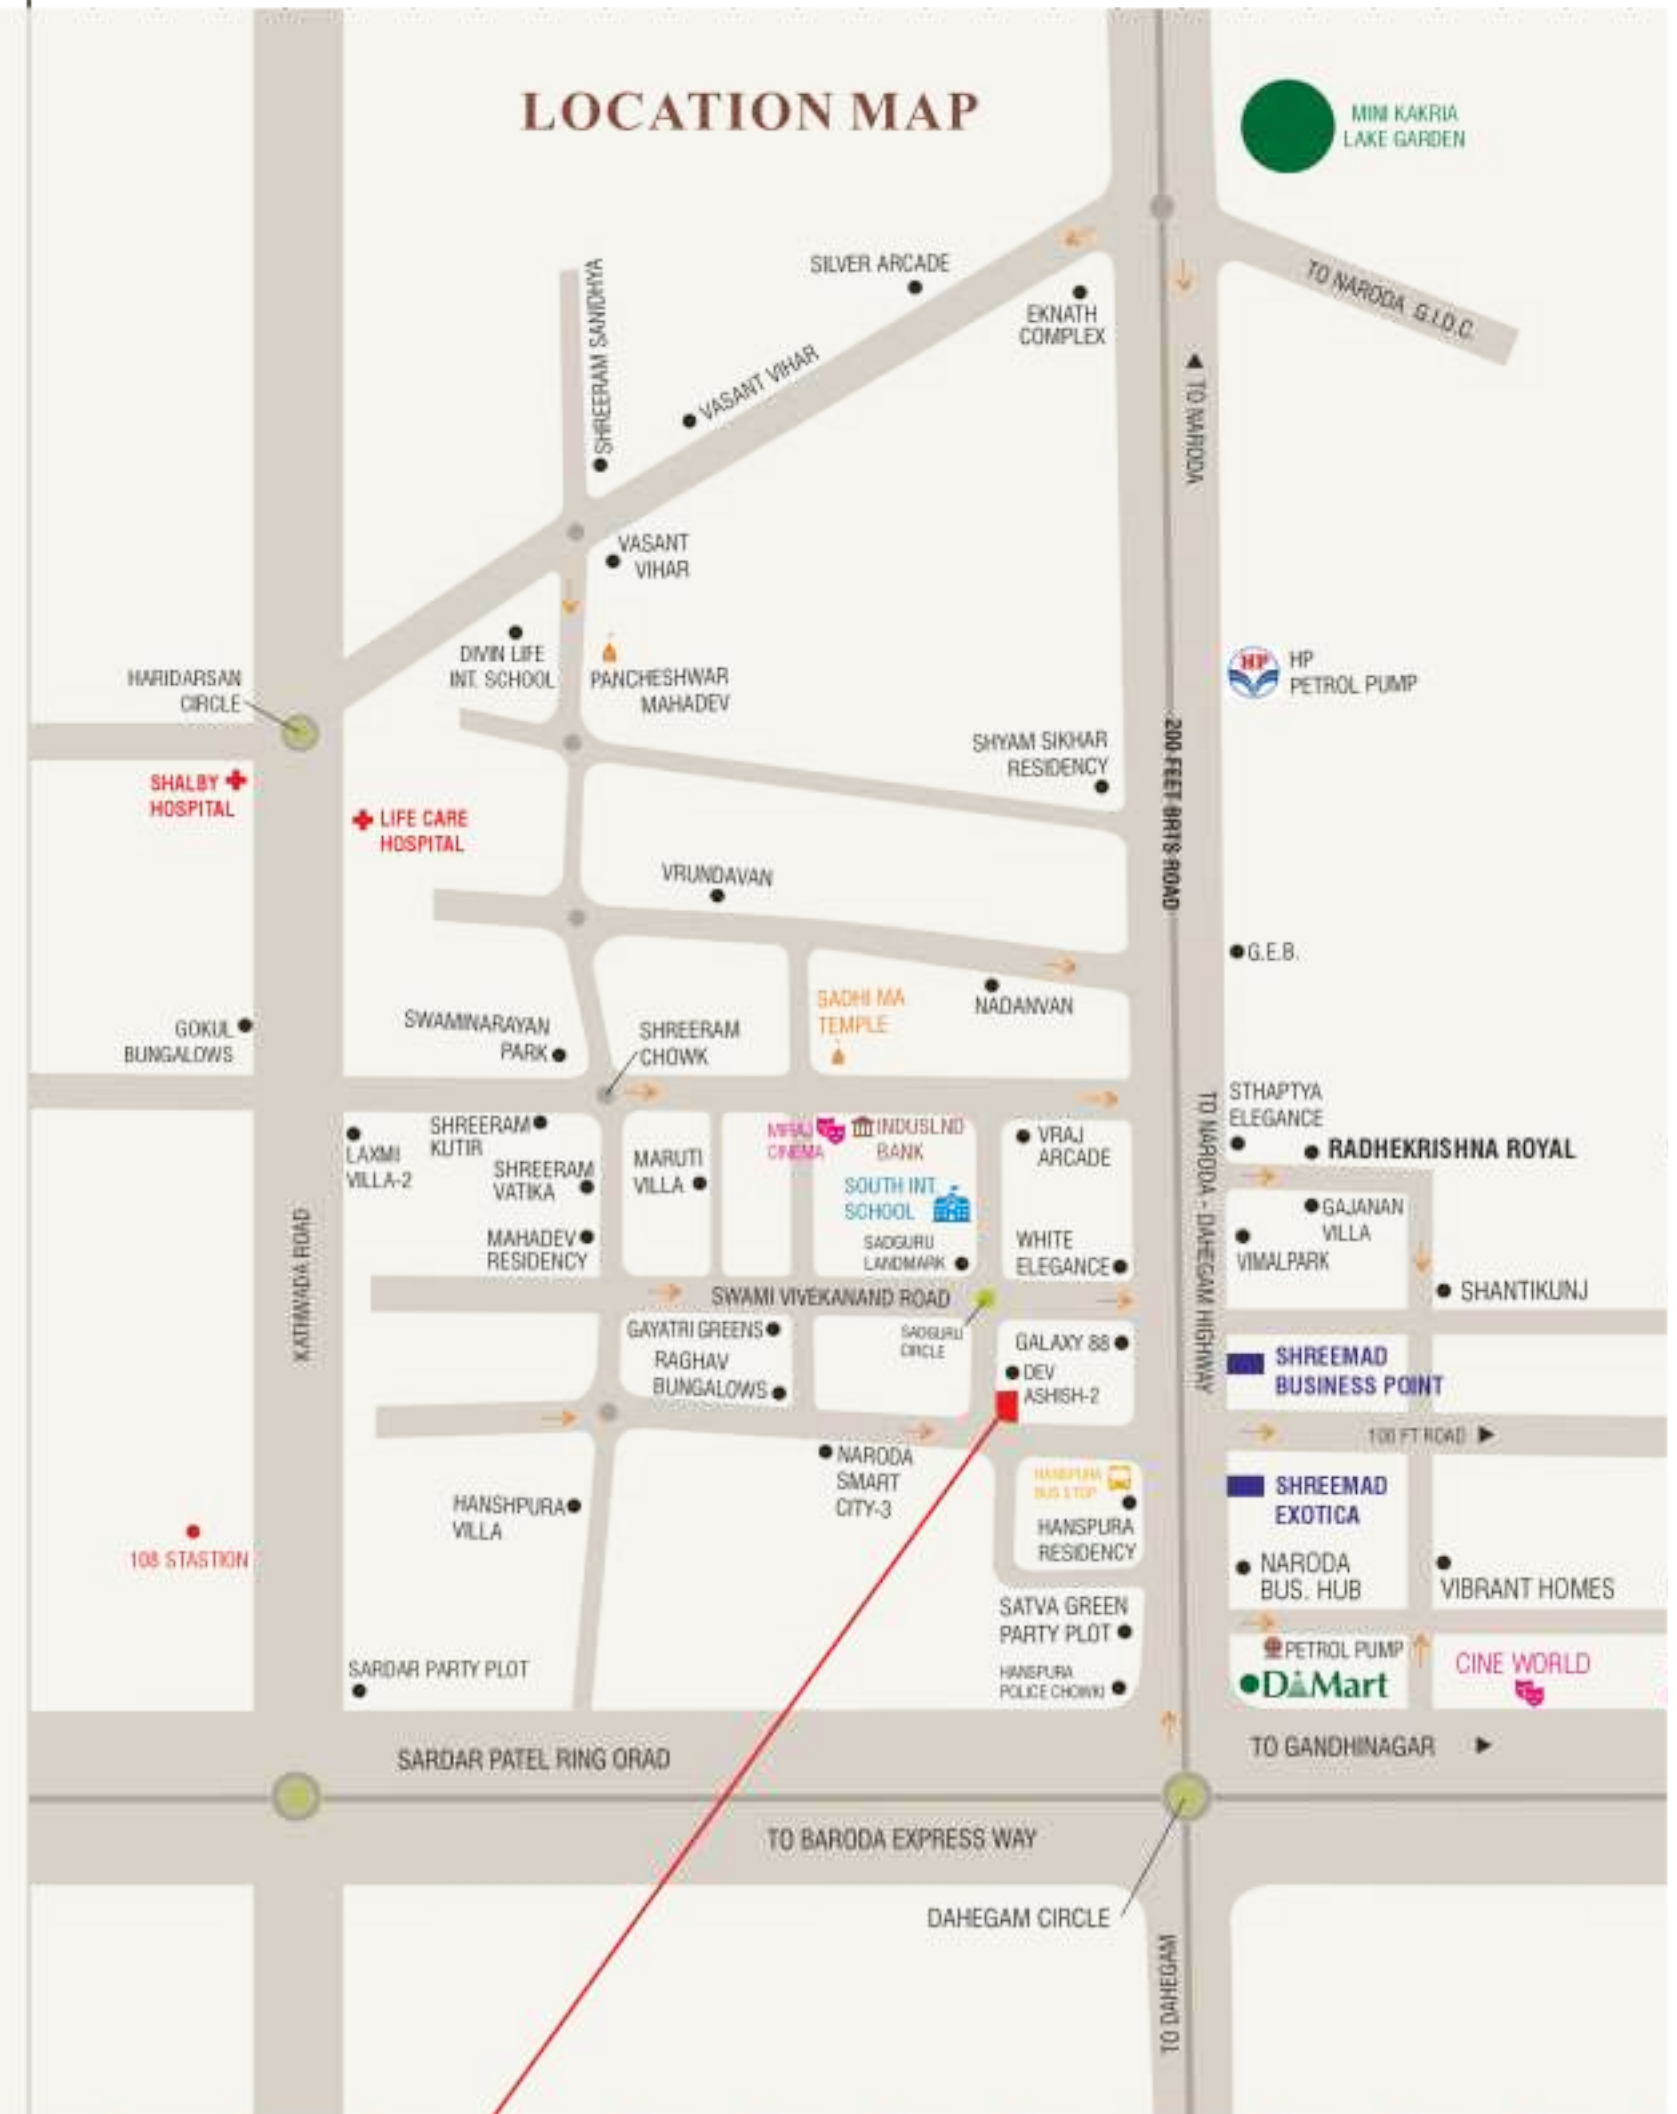 LOCATION MAP
MINI KAKRIA
LAKE GARDEN
SILVER ARCADE
EKNATH
COMPLEX
TO NARODA G.I.D.C.
SHREERAM SANIDHYA
VASANT VIHAR
TO NARODA
VASANT
VIHAR
DIVIN LIFE
INT. SCHOOL
PANCHESHWAR
MAHADEV
HARIDARSAN
CIRCLE
HP
HP
PETROL PUMP
SHYAM SIKHAR
RESIDENCY
200 FEET BRTS ROAD
SHALBY
HOSPITAL
LIFE CARE
HOSPITAL
VRUNDAVAN
G.E.B.
SADHI MA
TEMPLE
NADANVAN
GOKUL
BUNGALOWS
SWAMINARAYAN
PARK
SHREERAM
CHOWK
STHAPTYA
ELEGANCE
RADHEKRISHNA ROYAL
LAXMI
VILLA-2
SHREERAM
KUTIR
SHREERAM
VATIKA
MAHADEV
RESIDENCY
MARUTI
VILLA
MIRAJ
CINEMA
INDUSLND
BANK
SOUTH INT.
SCHOOL
SADGURU
LANDMARK
VRAJ
ARCADE
WHITE
ELEGANCE
TO NARODA - DAHEGAM HIGHWAY
GAJANAN
VILLA
VIMALPARK
SHANTIKUNJ
KATHWADA ROAD
SWAMI VIVEKANAND ROAD
GAYATRI GREENS
RAGHAV
BUNGALOWS
SADGURU
CIRCLE
GALAXY 88
DEV
ASHISH-2
SHREEMAD
BUSINESS POINT
100 FT ROAD
NARODA
SMART
CITY-3
HANSPURA
BUS STOP
HANSPURA
RESIDENCY
SHREEMAD
EXOTICA
HANSHPURA
VILLA
108 STASTION
NARODA
BUS. HUB
VIBRANT HOMES
SATVA GREEN
PARTY PLOT
HANSPURA
POLICE CHOWKI
PETROL PUMP
DMart
CINE WORLD
SARDAR PARTY PLOT
SARDAR PATEL RING ORAD
TO GANDHINAGAR
TO BARODA EXPRESS WAY
DAHEGAM CIRCLE
TO DAHEGAM